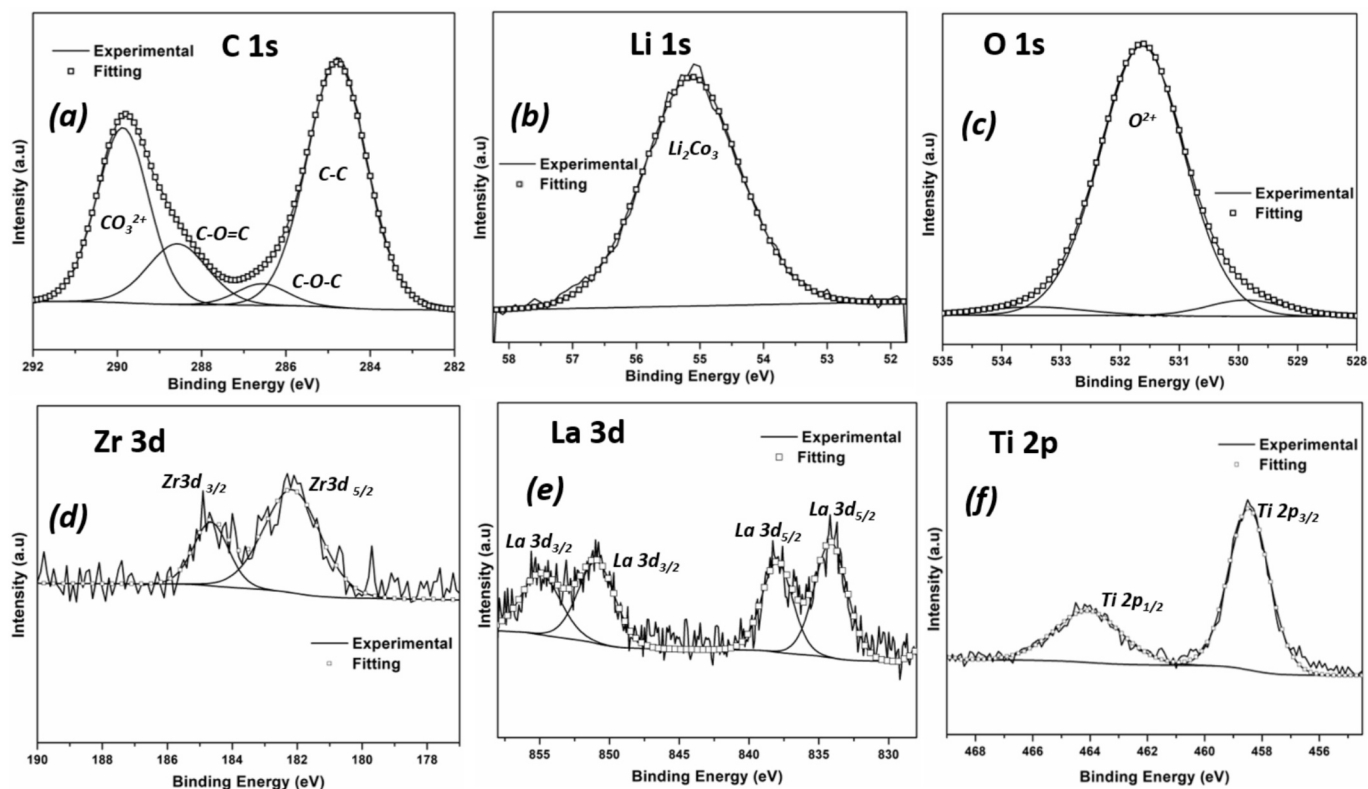 C 1s
Experimental
Fitting
(a)
CO₃²⁺
C-O=C
C-O-C
C-C
Intensity (a.u)
292 290 288 286 284 282
Binding Energy (eV)
Li 1s
(b)
Experimental
Fitting
Li₂Co₃
Intensity (a.u)
58 57 56 55 54 53 52
Binding Energy (eV)
O 1s
(c)
O²⁺
Experimental
Fitting
Intensity (a.u)
535 533 531 530 529 528
Binding Energy (eV)
Zr 3d
Zr3d ₃/₂
Zr3d ₅/₂
(d)
Experimental
Fitting
Intensity (a.u)
190 188 186 184 182 180 178
Binding Energy (eV)
La 3d
Experimental
Fitting
(e)
La 3d₃/₂
La 3d₃/₂
La 3d₅/₂
La 3d₅/₂
Intensity (a.u)
855 850 845 840 835 830
Binding Energy (eV)
Ti 2p
Experimental
Fitting
(f)
Ti 2p₃/₂
Ti 2p₁/₂
Intensity (a.u)
468 466 464 462 460 458 456
Binding Energy (eV)